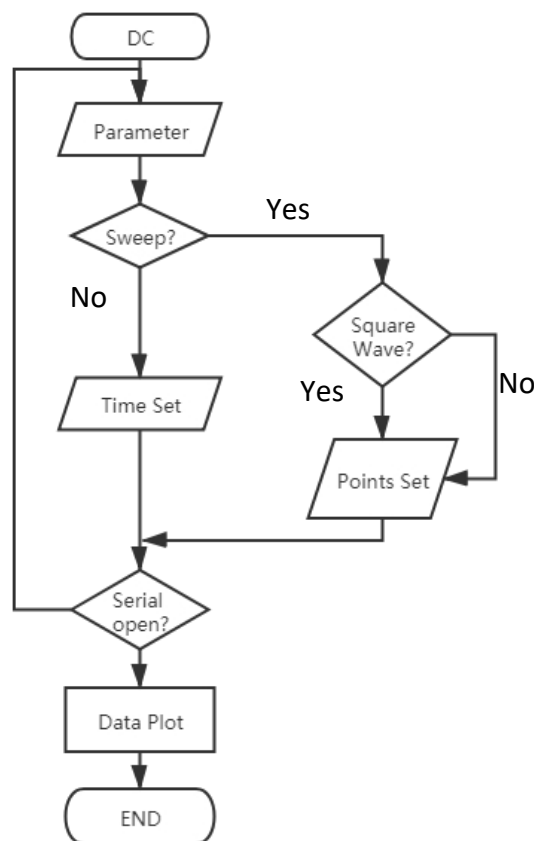 DC
Parameter
Sweep?
Yes
No
Square
Wave?
Yes
No
Time Set
Points Set
Serial
open?
Data Plot
END